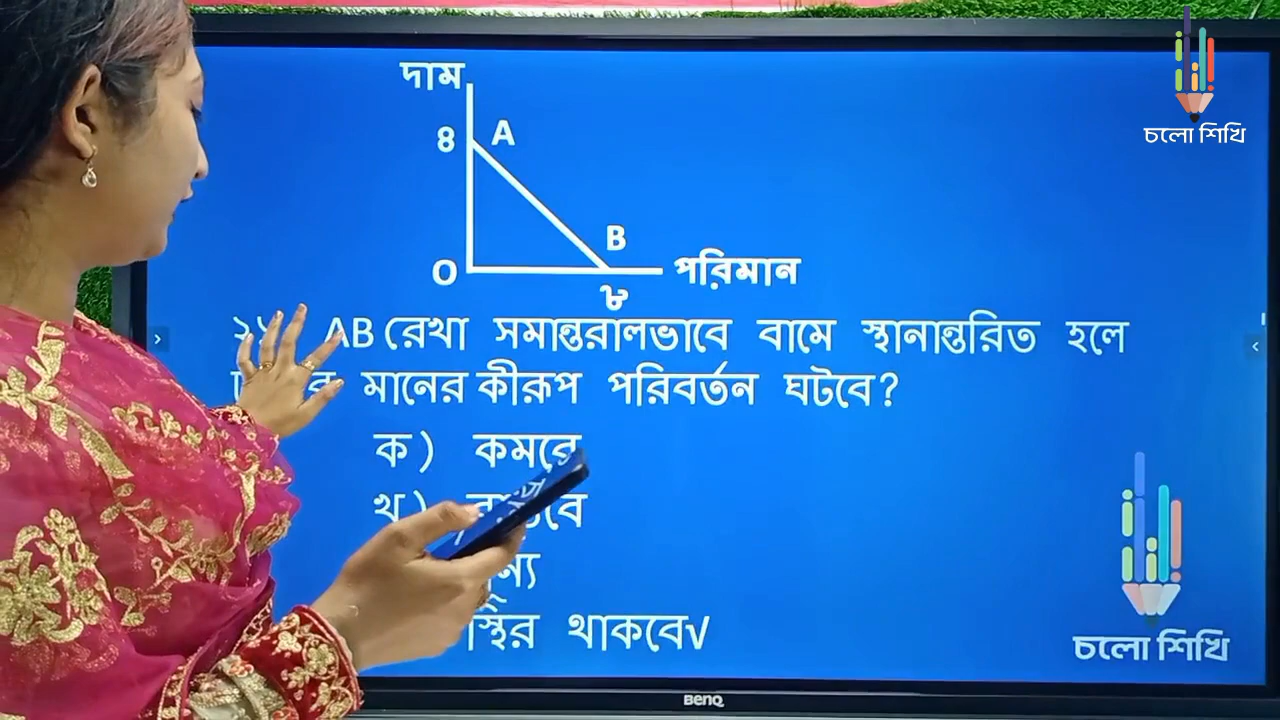 দাম
8 A
B
O পরিমান
৮
AB রেখা সমান্তরালভাবে বামে স্থানান্তরিত হলে
মানের কীরূপ পরিবর্তন ঘটবে?
ক) কমবে
খ)
স্থির থাকবে√
চলো শিখি
চলো শিখি
BenQ